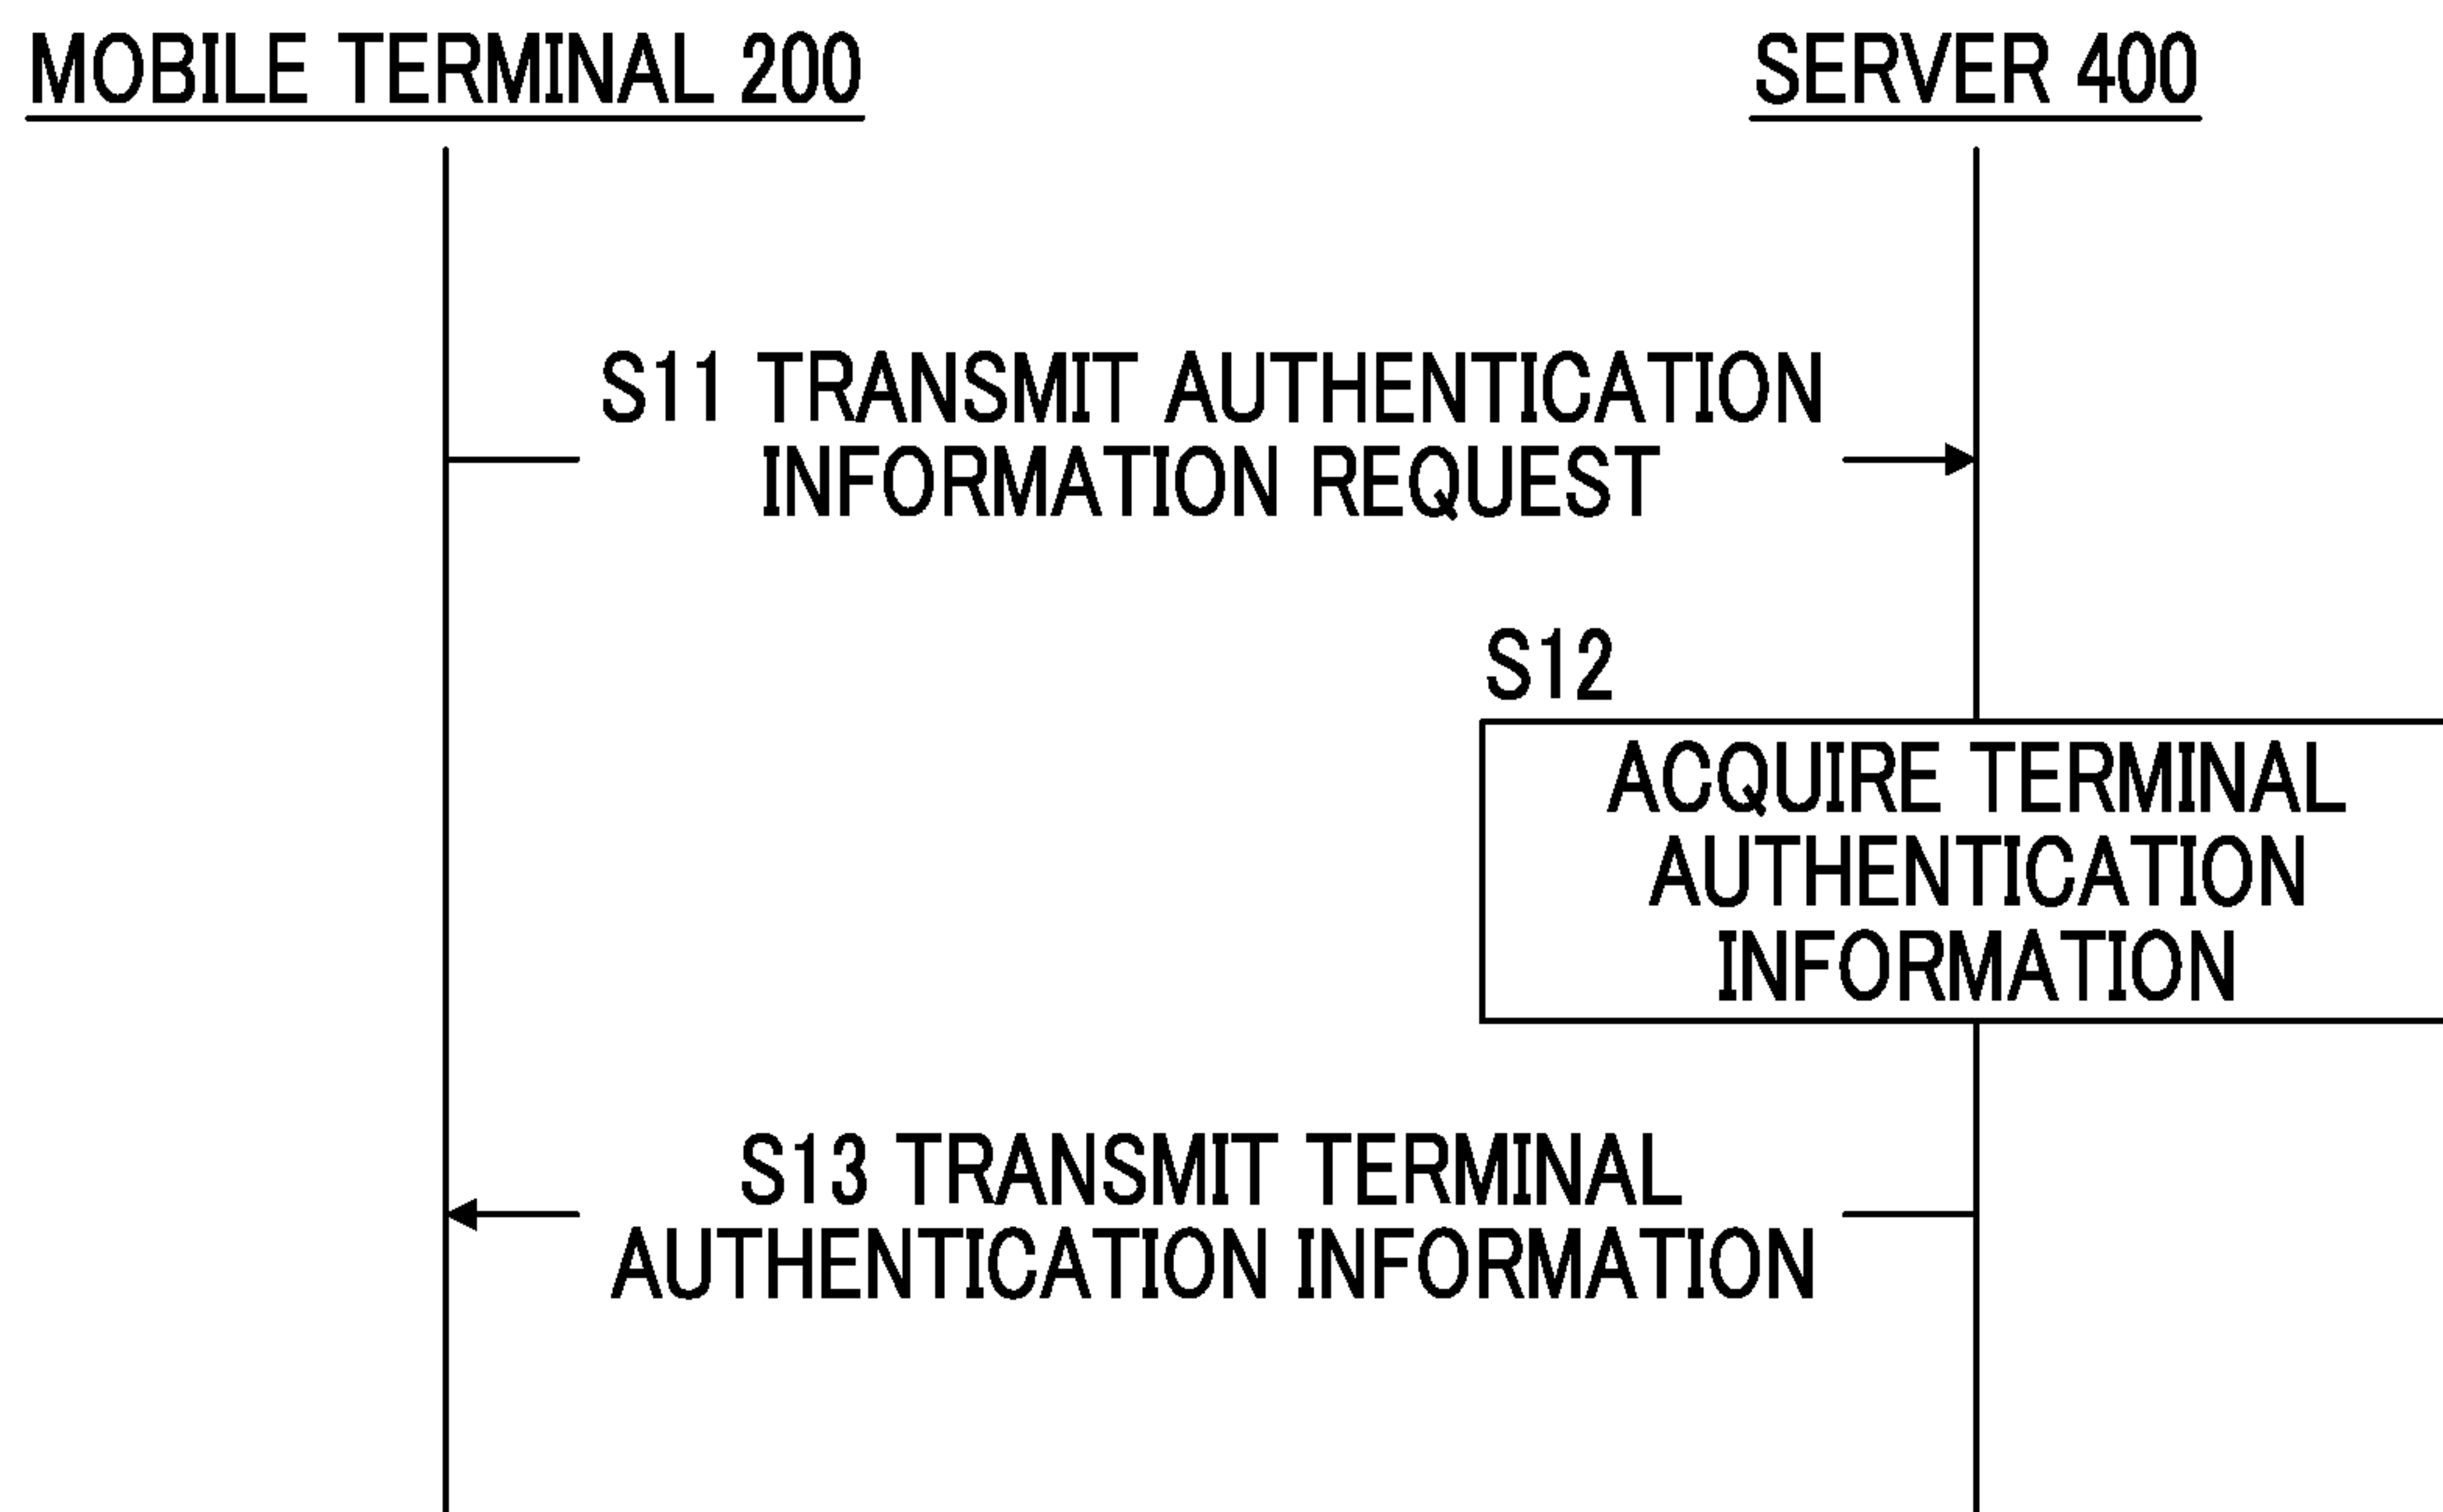 MOBILE TERMINAL 200
SERVER 400
S11 TRANSMIT AUTHENTICATION
INFORMATION REQUEST
S12
ACQUIRE TERMINAL
AUTHENTICATION
INFORMATION
S13 TRANSMIT TERMINAL
AUTHENTICATION INFORMATION